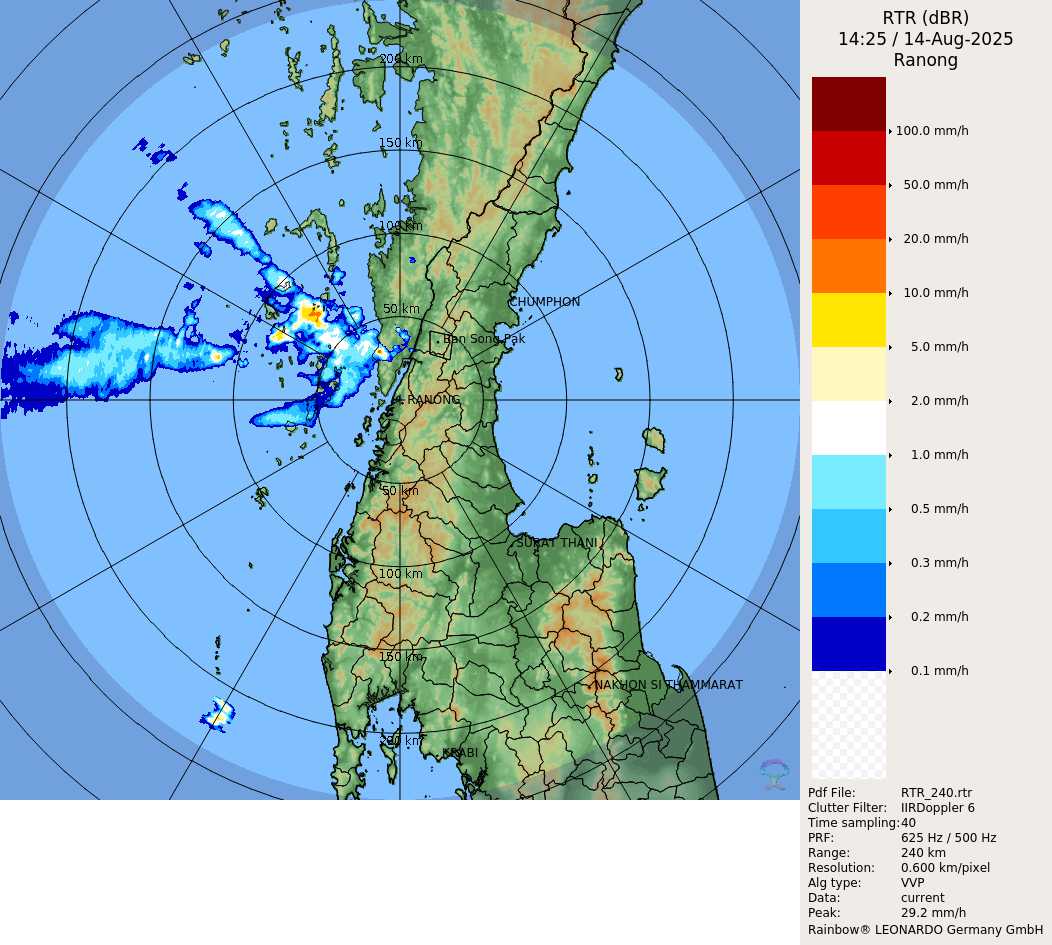 RTR (dBR)
14:25 / 14-Aug-2025
Ranong
100.0 mm/h
50.0 mm/h
20.0 mm/h
10.0 mm/h
5.0 mm/h
2.0 mm/h
1.0 mm/h
0.5 mm/h
0.3 mm/h
0.2 mm/h
0.1 mm/h
200 km
150 km
100 km
50 km
CHUMPHON
Ban Song Pak
RANONG
50 km
SURAT THANI
100 km
150 km
NAKHON SI THAMMARAT
200 km
KRABI
Pdf File: RTR_240.rtr
Clutter Filter: IIRDoppler 6
Time sampling:40
PRF: 625 Hz / 500 Hz
Range: 240 km
Resolution: 0.600 km/pixel
Alg type: VVP
Data: current
Peak: 29.2 mm/h
Rainbow® LEONARDO Germany GmbH